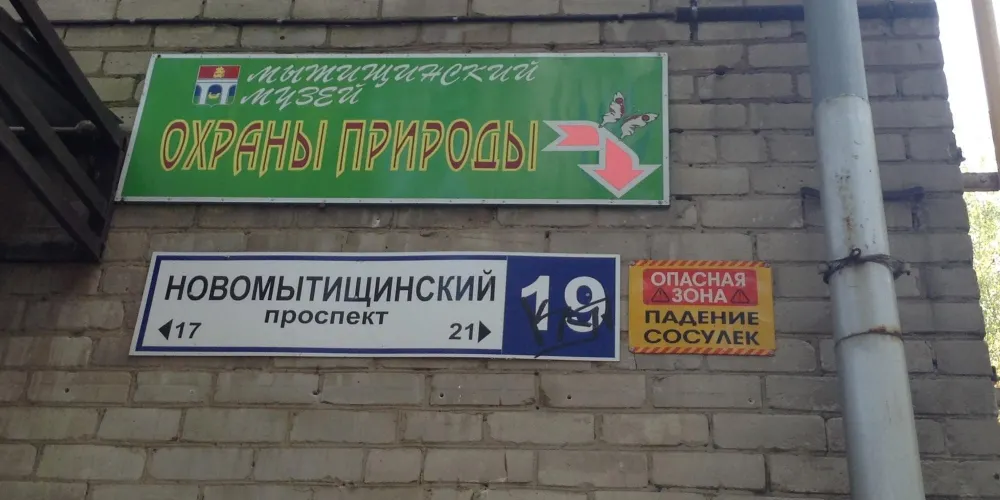 МЫТИЩИНСКИЙ
МУЗЕЙ
ОХРАНЫ ПРИРОДЫ
НОВОМЫТИЩИНСКИЙ
проспект
17
21
19
ОПАСНАЯ
ЗОНА
ПАДЕНИЕ
СОСУЛЕК